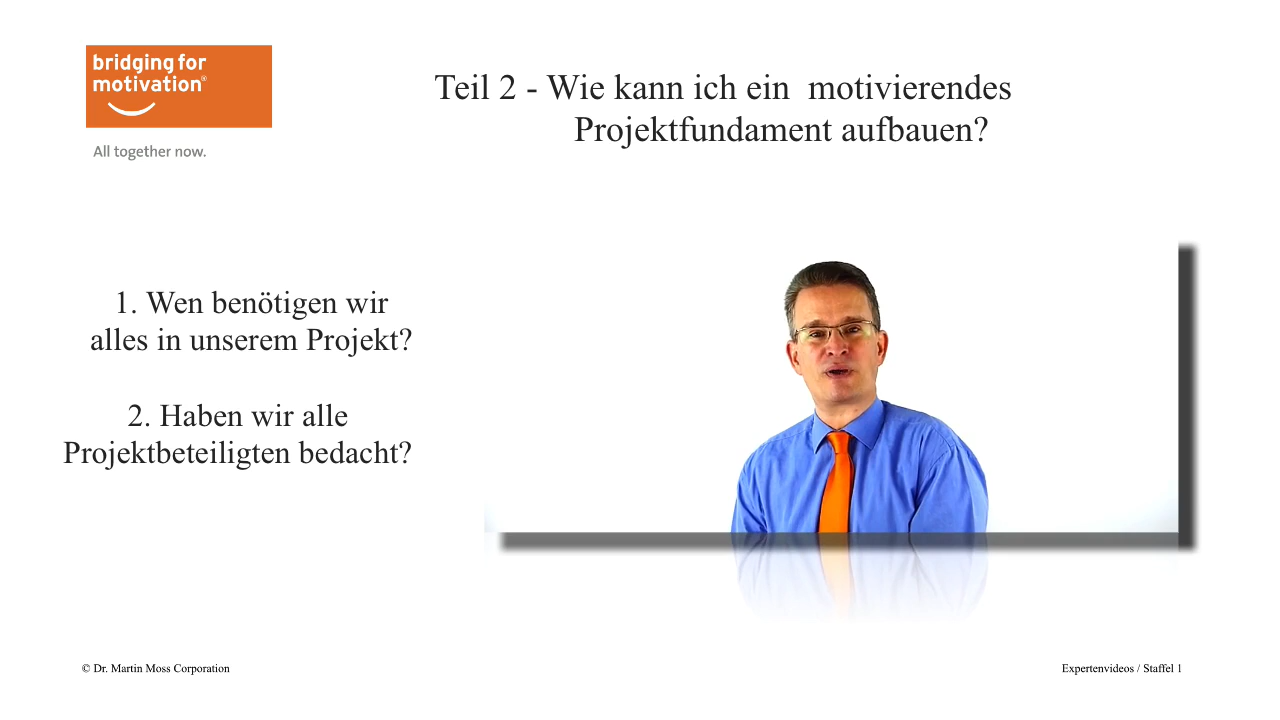 bridging for
motivation®
All together now.
Teil 2 - Wie kann ich ein  motivierendes
Projektfundament aufbauen?
1. Wen benötigen wir
alles in unserem Projekt?
2. Haben wir alle
Projektbeteiligten bedacht?
© Dr. Martin Moss Corporation
Expertenvideos / Staffel 1